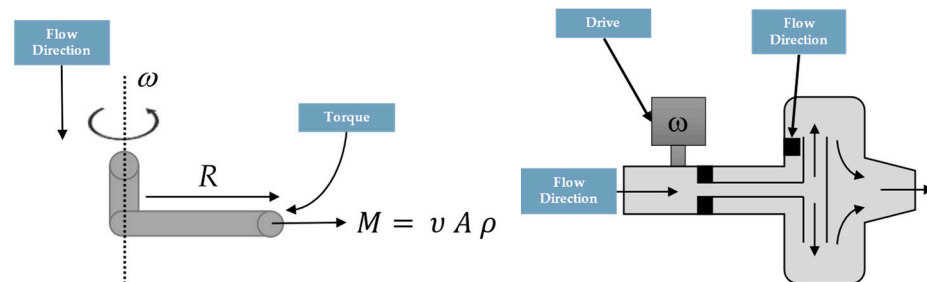 Flow
Direction
ω
Torque
R
M = υ A ρ
Drive
Flow
Direction
ω
Flow
Direction